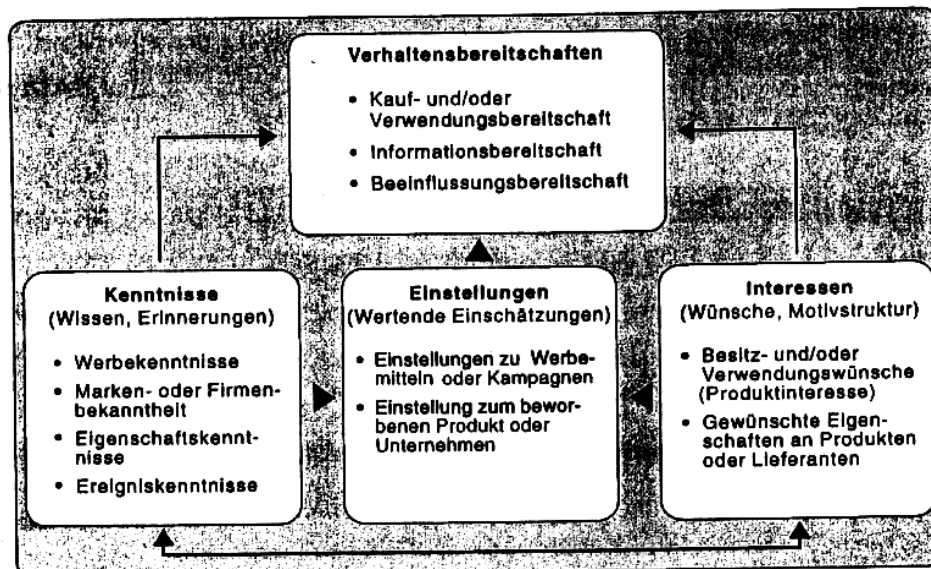 Verhaltensbereitschaften
• Kauf- und/oder
Verwendungsbereitschaft
• Informationsbereitschaft
• Beeinflussungsbereitschaft
Kenntnisse
(Wissen, Erinnerungen)
• Werbekenntnisse
• Marken- oder Firmen-
bekanntheit
• Eigenschaftskennt-
nisse
• Ereigniskenntnisse
Einstellungen
(Wertende Einschätzungen)
• Einstellungen zu Werbe-
mitteln oder Kampagnen
• Einstellung zum bewor-
benen Produkt oder
Unternehmen
Interessen
(Wünsche, Motivstruktur)
• Besitz- und/oder
Verwendungswünsche
(Produktinteresse)
• Gewünschte Eigen-
schaften an Produkten
oder Lieferanten